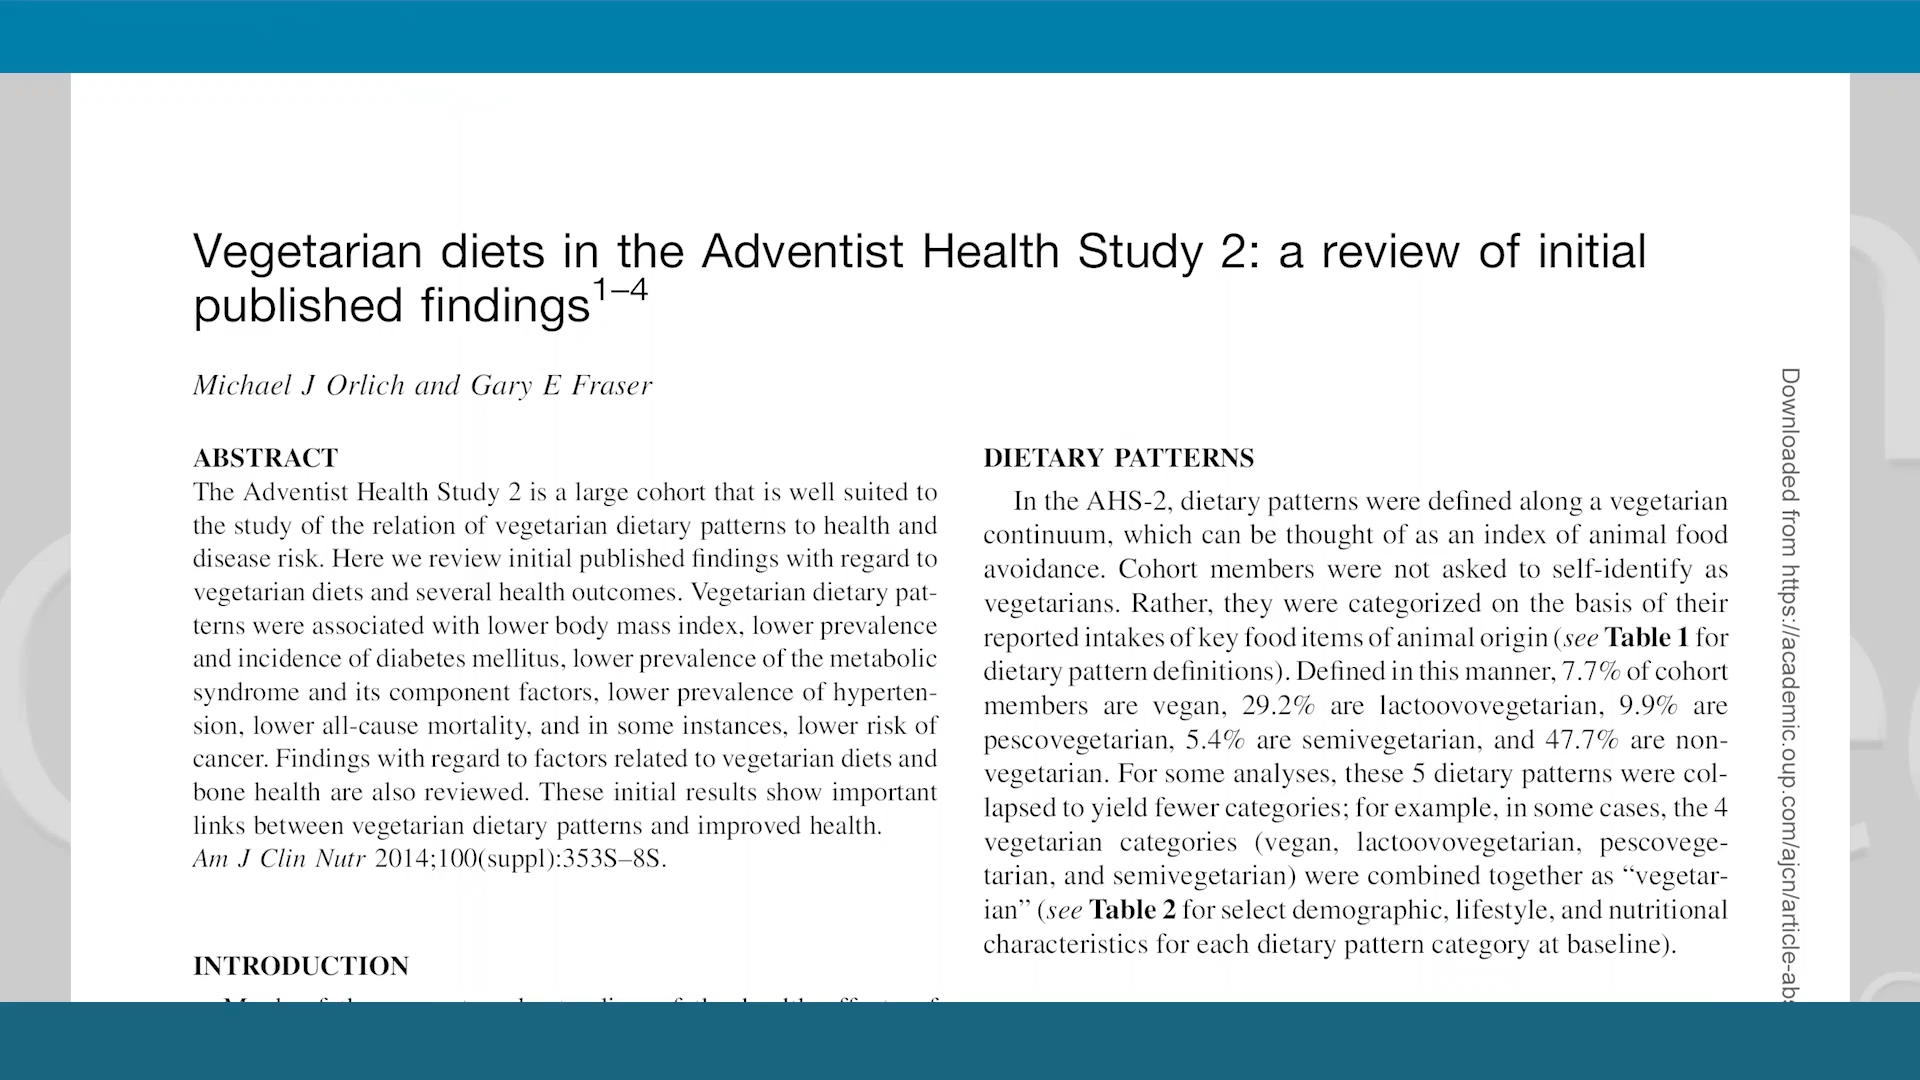 Vegetarian diets in the Adventist Health Study 2: a review of initial
published findings1–4
Michael J Orlich and Gary E Fraser
ABSTRACT
The Adventist Health Study 2 is a large cohort that is well suited to
the study of the relation of vegetarian dietary patterns to health and
disease risk. Here we review initial published findings with regard to
vegetarian diets and several health outcomes. Vegetarian dietary pat-
terns were associated with lower body mass index, lower prevalence
and incidence of diabetes mellitus, lower prevalence of the metabolic
syndrome and its component factors, lower prevalence of hyperten-
sion, lower all-cause mortality, and in some instances, lower risk of
cancer. Findings with regard to factors related to vegetarian diets and
bone health are also reviewed. These initial results show important
links between vegetarian dietary patterns and improved health.
Am J Clin Nutr 2014;100(suppl):353S–8S.
INTRODUCTION
DIETARY PATTERNS
In the AHS-2, dietary patterns were defined along a vegetarian
continuum, which can be thought of as an index of animal food
avoidance. Cohort members were not asked to self-identify as
vegetarians. Rather, they were categorized on the basis of their
reported intakes of key food items of animal origin (see Table 1 for
dietary pattern definitions). Defined in this manner, 7.7% of cohort
members are vegan, 29.2% are lactoovovegetarian, 9.9% are
pescovegetarian, 5.4% are semivegetarian, and 47.7% are non-
vegetarian. For some analyses, these 5 dietary patterns were col-
lapsed to yield fewer categories; for example, in some cases, the 4
vegetarian categories (vegan, lactoovovegetarian, pescovege-
tarian, and semivegetarian) were combined together as “vegetar-
ian” (see Table 2 for select demographic, lifestyle, and nutritional
characteristics for each dietary pattern category at baseline).
Downloaded from https://academic.oup.com/ajcn/article-abs